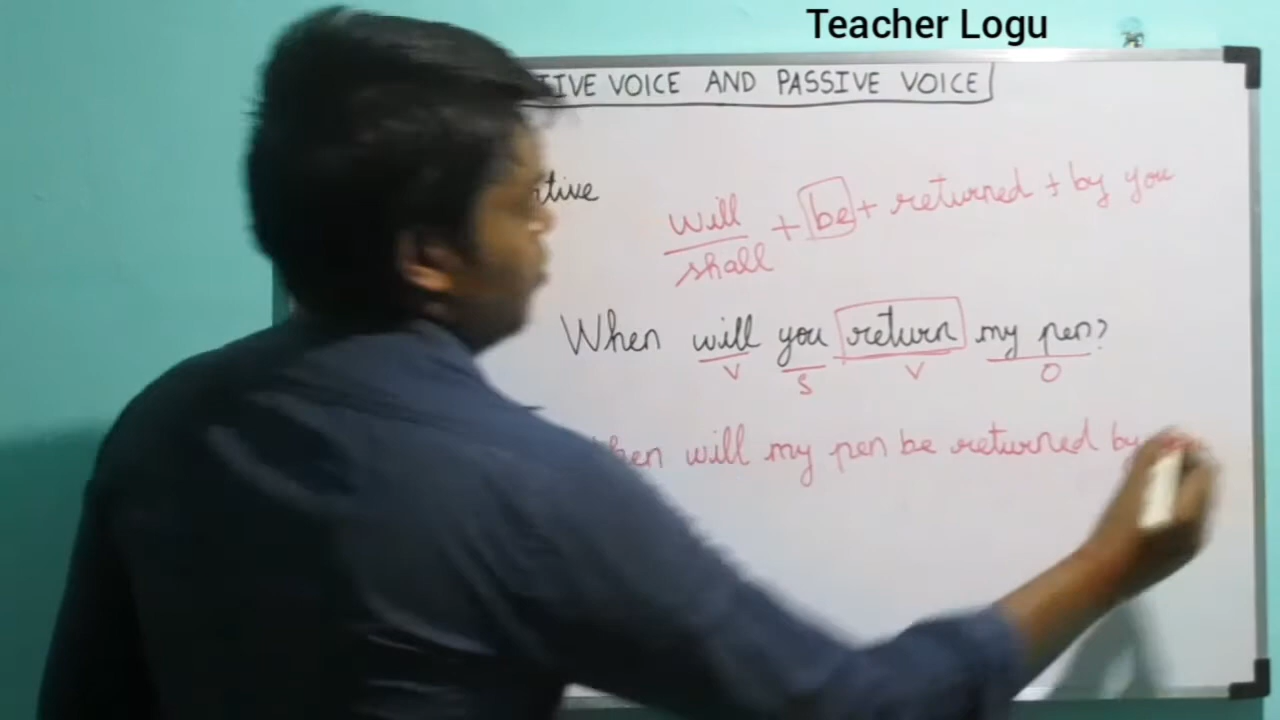 Teacher Logu
TIVE VOICE AND PASSIVE VOICE
tive
will + be + returned + by you
shall
When will you return my pen?
V S V O
hen will my pen be returned by